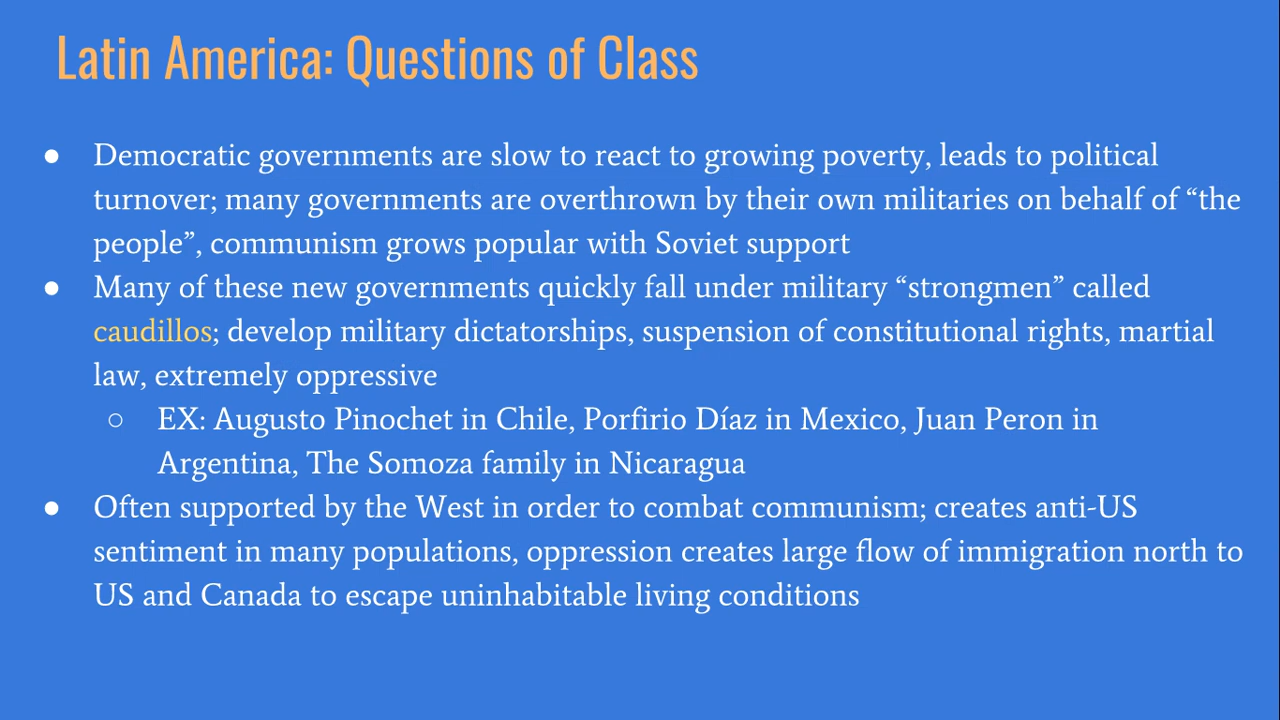 Latin America: Questions of Class
● Democratic governments are slow to react to growing poverty, leads to political
turnover; many governments are overthrown by their own militaries on behalf of “the
people”, communism grows popular with Soviet support
● Many of these new governments quickly fall under military “strongmen” called
caudillos; develop military dictatorships, suspension of constitutional rights, martial
law, extremely oppressive
○ EX: Augusto Pinochet in Chile, Porfirio Díaz in Mexico, Juan Peron in
Argentina, The Somoza family in Nicaragua
● Often supported by the West in order to combat communism; creates anti-US
sentiment in many populations, oppression creates large flow of immigration north to
US and Canada to escape uninhabitable living conditions